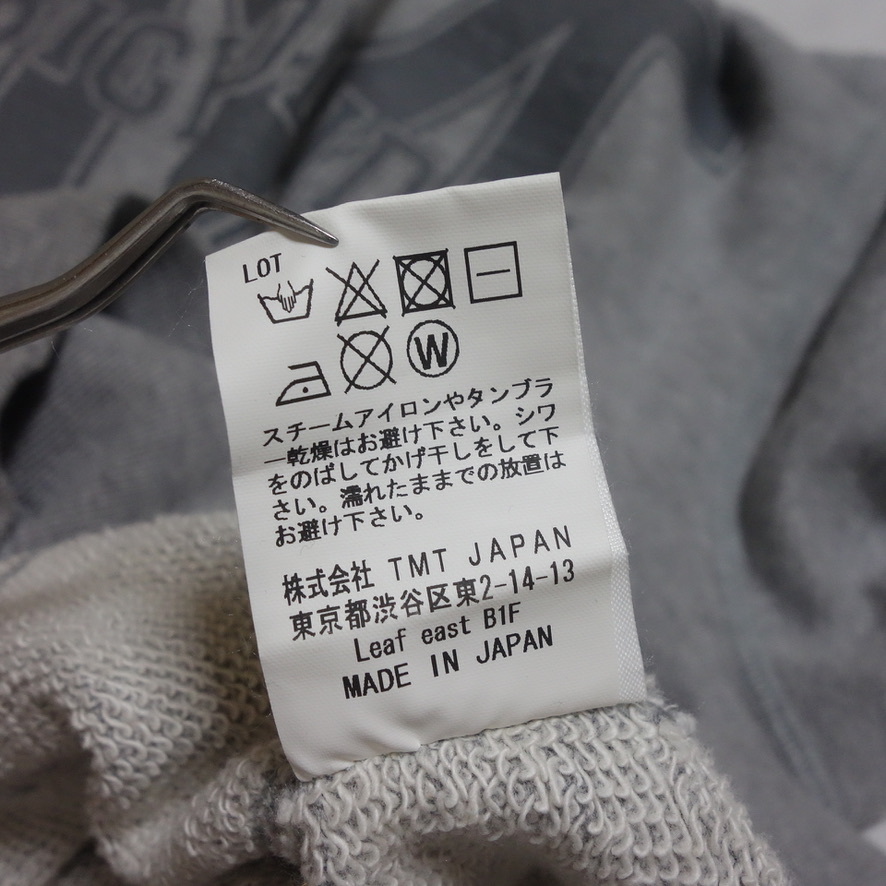 LOT
W
スチームアイロンやタンブラ
ー乾燥はお避け下さい。シワ
をのばしてかげ干しをして下
さい。濡れたままでの放置は
お避け下さい。
株式会社 TMT JAPAN
東京都渋谷区東2-14-13
Leaf east B1F
MADE IN JAPAN